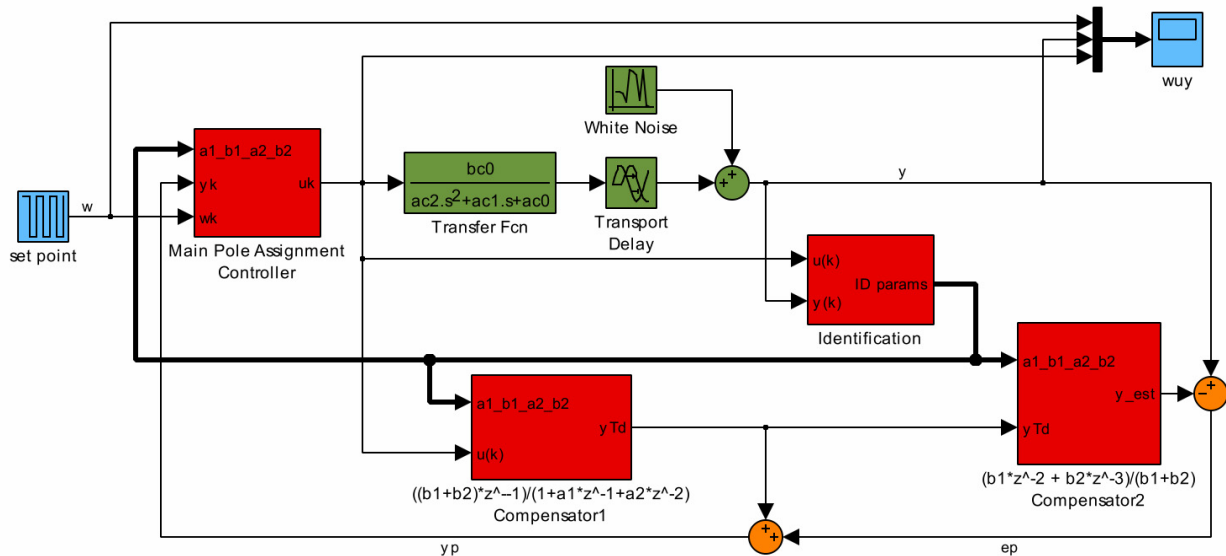 wuy
White Noise
+
+
y
set point
w
a1_b1_a2_b2
yk
wk
uk
Main Pole Assignment
Controller
bc0
ac2.s2+ac1.s+ac0
Transfer Fcn
Transport
Delay
u(k)
y(k)
ID params
Identification
a1_b1_a2_b2
u(k)
yTd
((b1+b2)*z^--1)/(1+a1*z^-1+a2*z^-2)
Compensator1
a1_b1_a2_b2
yTd
y_est
(b1*z^-2 + b2*z^-3)/(b1+b2)
Compensator2
+
−
+
+
yp
ep